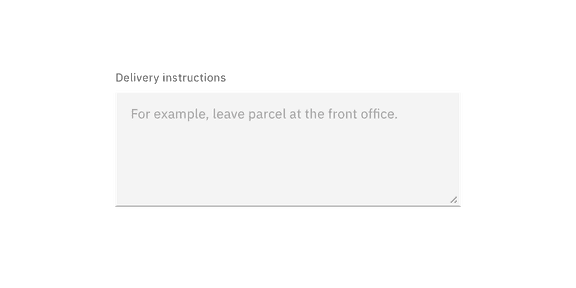 Delivery instructions
For example, leave parcel at the front office.